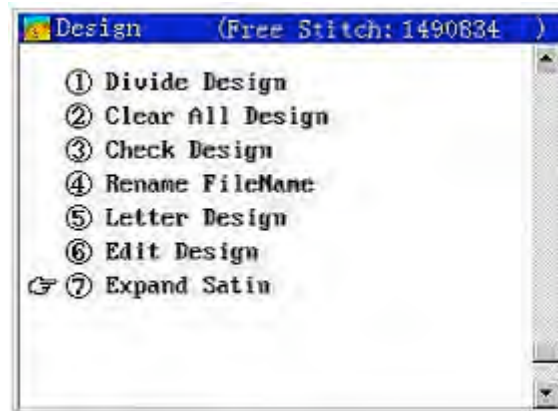 Design (Free Stitch:1490834 )
① Divide Design
② Clear All Design
③ Check Design
④ Rename FileName
⑤ Letter Design
⑥ Edit Design
⑦ Expand Satin